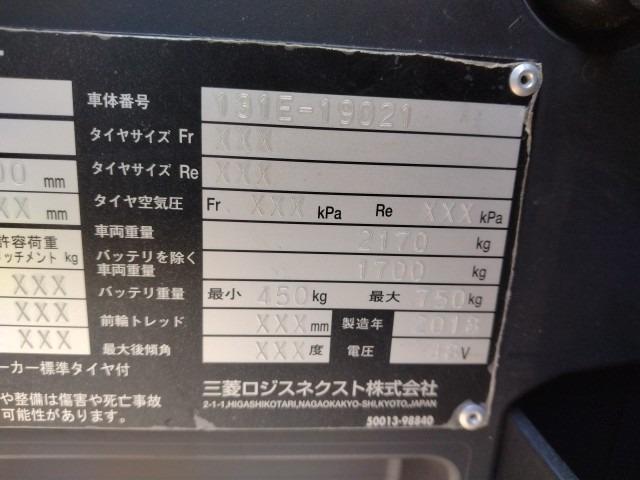 車体番号 131E-19021
タイヤサイズ Fr XXX
タイヤサイズ Re XXX
00 mm タイヤ空気圧 Fr XXX kPa Re XXX kPa
XX mm 車両重量 2170 kg
許容荷重
ッチメント kg バッテリを除く
車両重量 1700 kg
XXX バッテリ重量 最小 450 kg 最大 750 kg
XXX 前輪トレッド XXX mm 製造年 2018
XXX 最大後傾角 XXX 度 電圧 48 V
ーカー標準タイヤ付
三菱ロジスネクスト株式会社
2-1-1,HIGASHIKOTARI,NAGAOKAKYO-SHI,KYOTO,JAPAN
や整備は傷害や死亡事故
可能性があります。
50013-98840